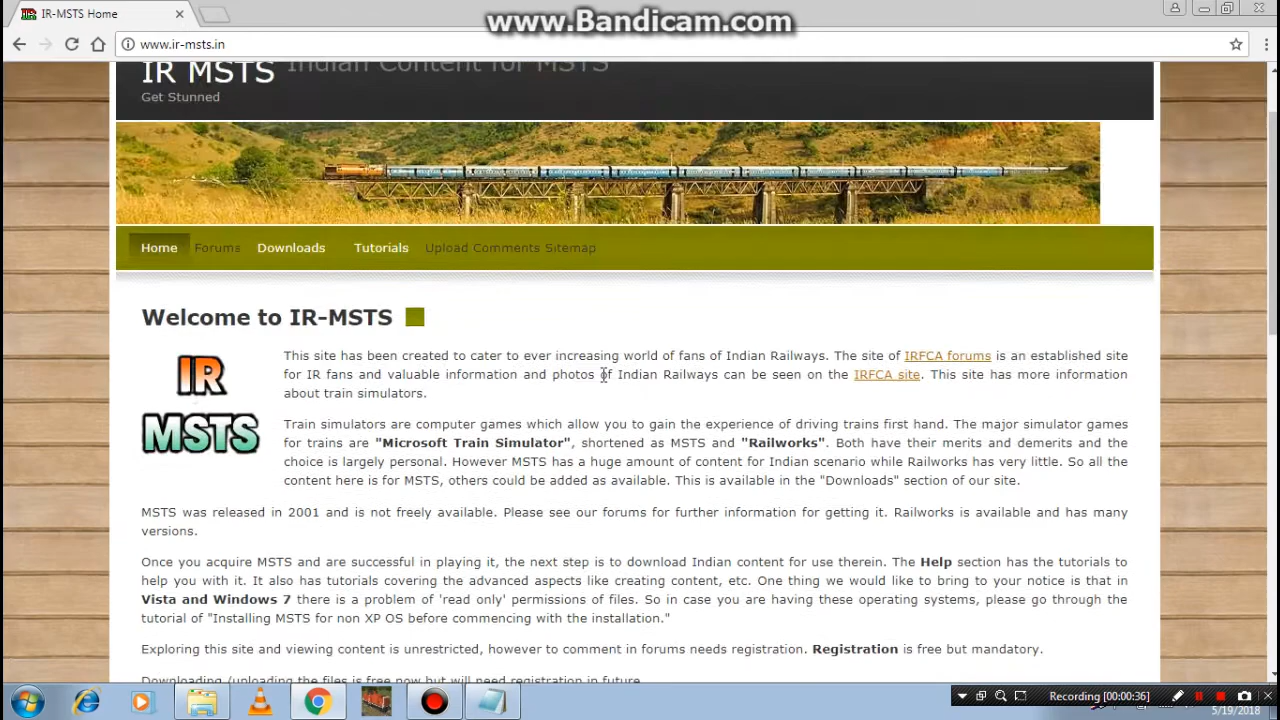 www.Bandicam.com
IR-MSTS Home
www.ir-msts.in
IR MSTS Indian Content for MSTS
Get Stunned
Home Forums Downloads Tutorials Upload Comments Sitemap
Welcome to IR-MSTS
IR
MSTS
This site has been created to cater to ever increasing world of fans of Indian Railways. The site of IRFCA forums is an established site
for IR fans and valuable information and photos of Indian Railways can be seen on the IRFCA site. This site has more information
about train simulators.
Train simulators are computer games which allow you to gain the experience of driving trains first hand. The major simulator games
for trains are "Microsoft Train Simulator", shortened as MSTS and "Railworks". Both have their merits and demerits and the
choice is largely personal. However MSTS has a huge amount of content for Indian scenario while Railworks has very little. So all the
content here is for MSTS, others could be added as available. This is available in the "Downloads" section of our site.
MSTS was released in 2001 and is not freely available. Please see our forums for further information for getting it. Railworks is available and has many
versions.
Once you acquire MSTS and are successful in playing it, the next step is to download Indian content for use therein. The Help section has the tutorials to
help you with it. It also has tutorials covering the advanced aspects like creating content, etc. One thing we would like to bring to your notice is that in
Vista and Windows 7 there is a problem of 'read only' permissions of files. So in case you are having these operating systems, please go through the
tutorial of "Installing MSTS for non XP OS before commencing with the installation."
Exploring this site and viewing content is unrestricted, however to comment in forums needs registration. Registration is free but mandatory.
Downloading /uploading the files is free now but will need registration in future.
Recording [00:00:36]
5/19/2018